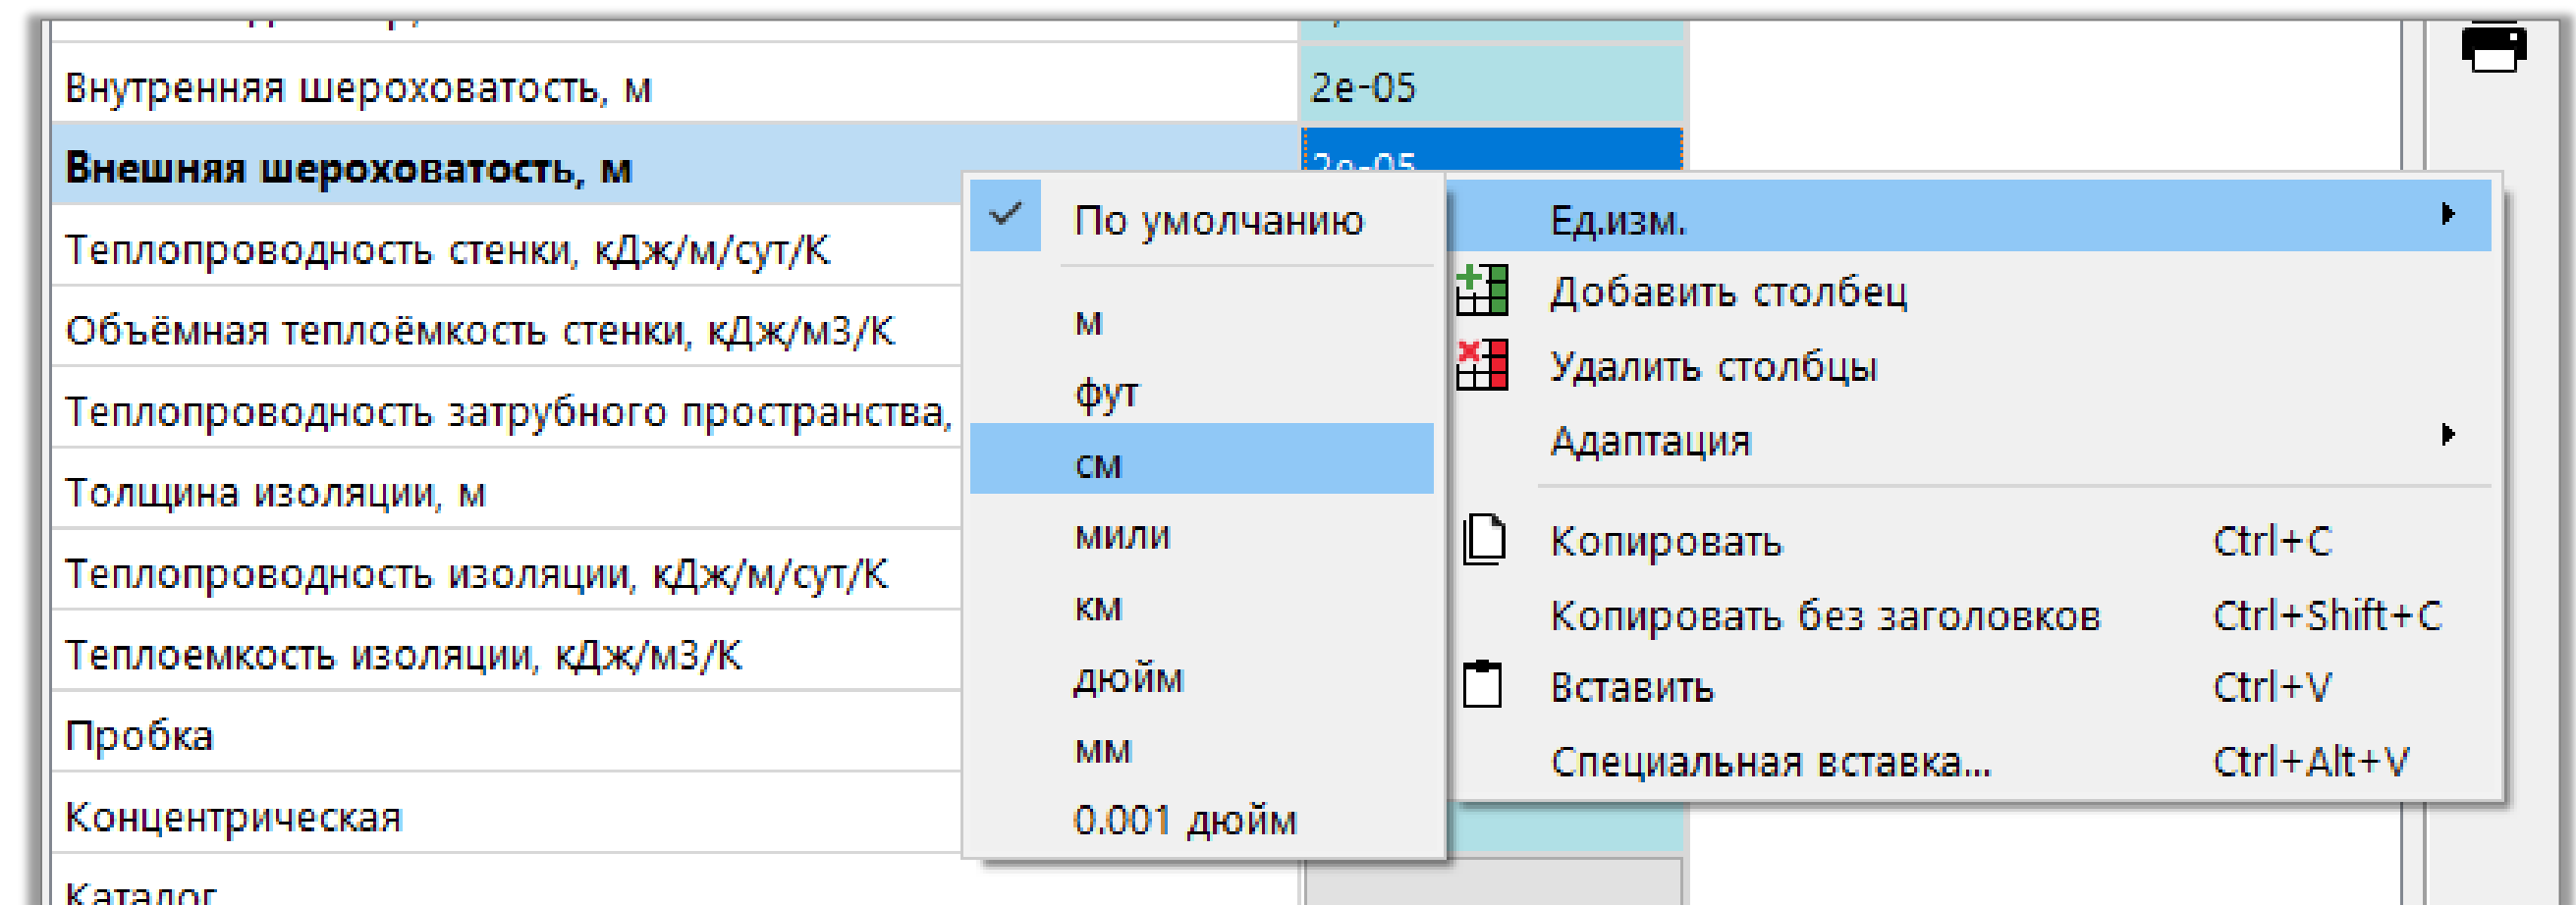 Внутренняя шероховатость, м 2e-05
Внешняя шероховатость, м 2e-05
Теплопроводность стенки, кДж/м/сут/К
Объёмная теплоёмкость стенки, кДж/м3/К
Теплопроводность затрубного пространства,
Толщина изоляции, м
Теплопроводность изоляции, кДж/м/сут/К
Теплоемкость изоляции, кДж/м3/К
Пробка
Концентрическая
Каталог
По умолчанию
м
фут
см
мили
км
дюйм
мм
0.001 дюйм
Ед.изм.
Добавить столбец
Удалить столбцы
Адаптация
Копировать Ctrl+C
Копировать без заголовков Ctrl+Shift+C
Вставить Ctrl+V
Специальная вставка... Ctrl+Alt+V